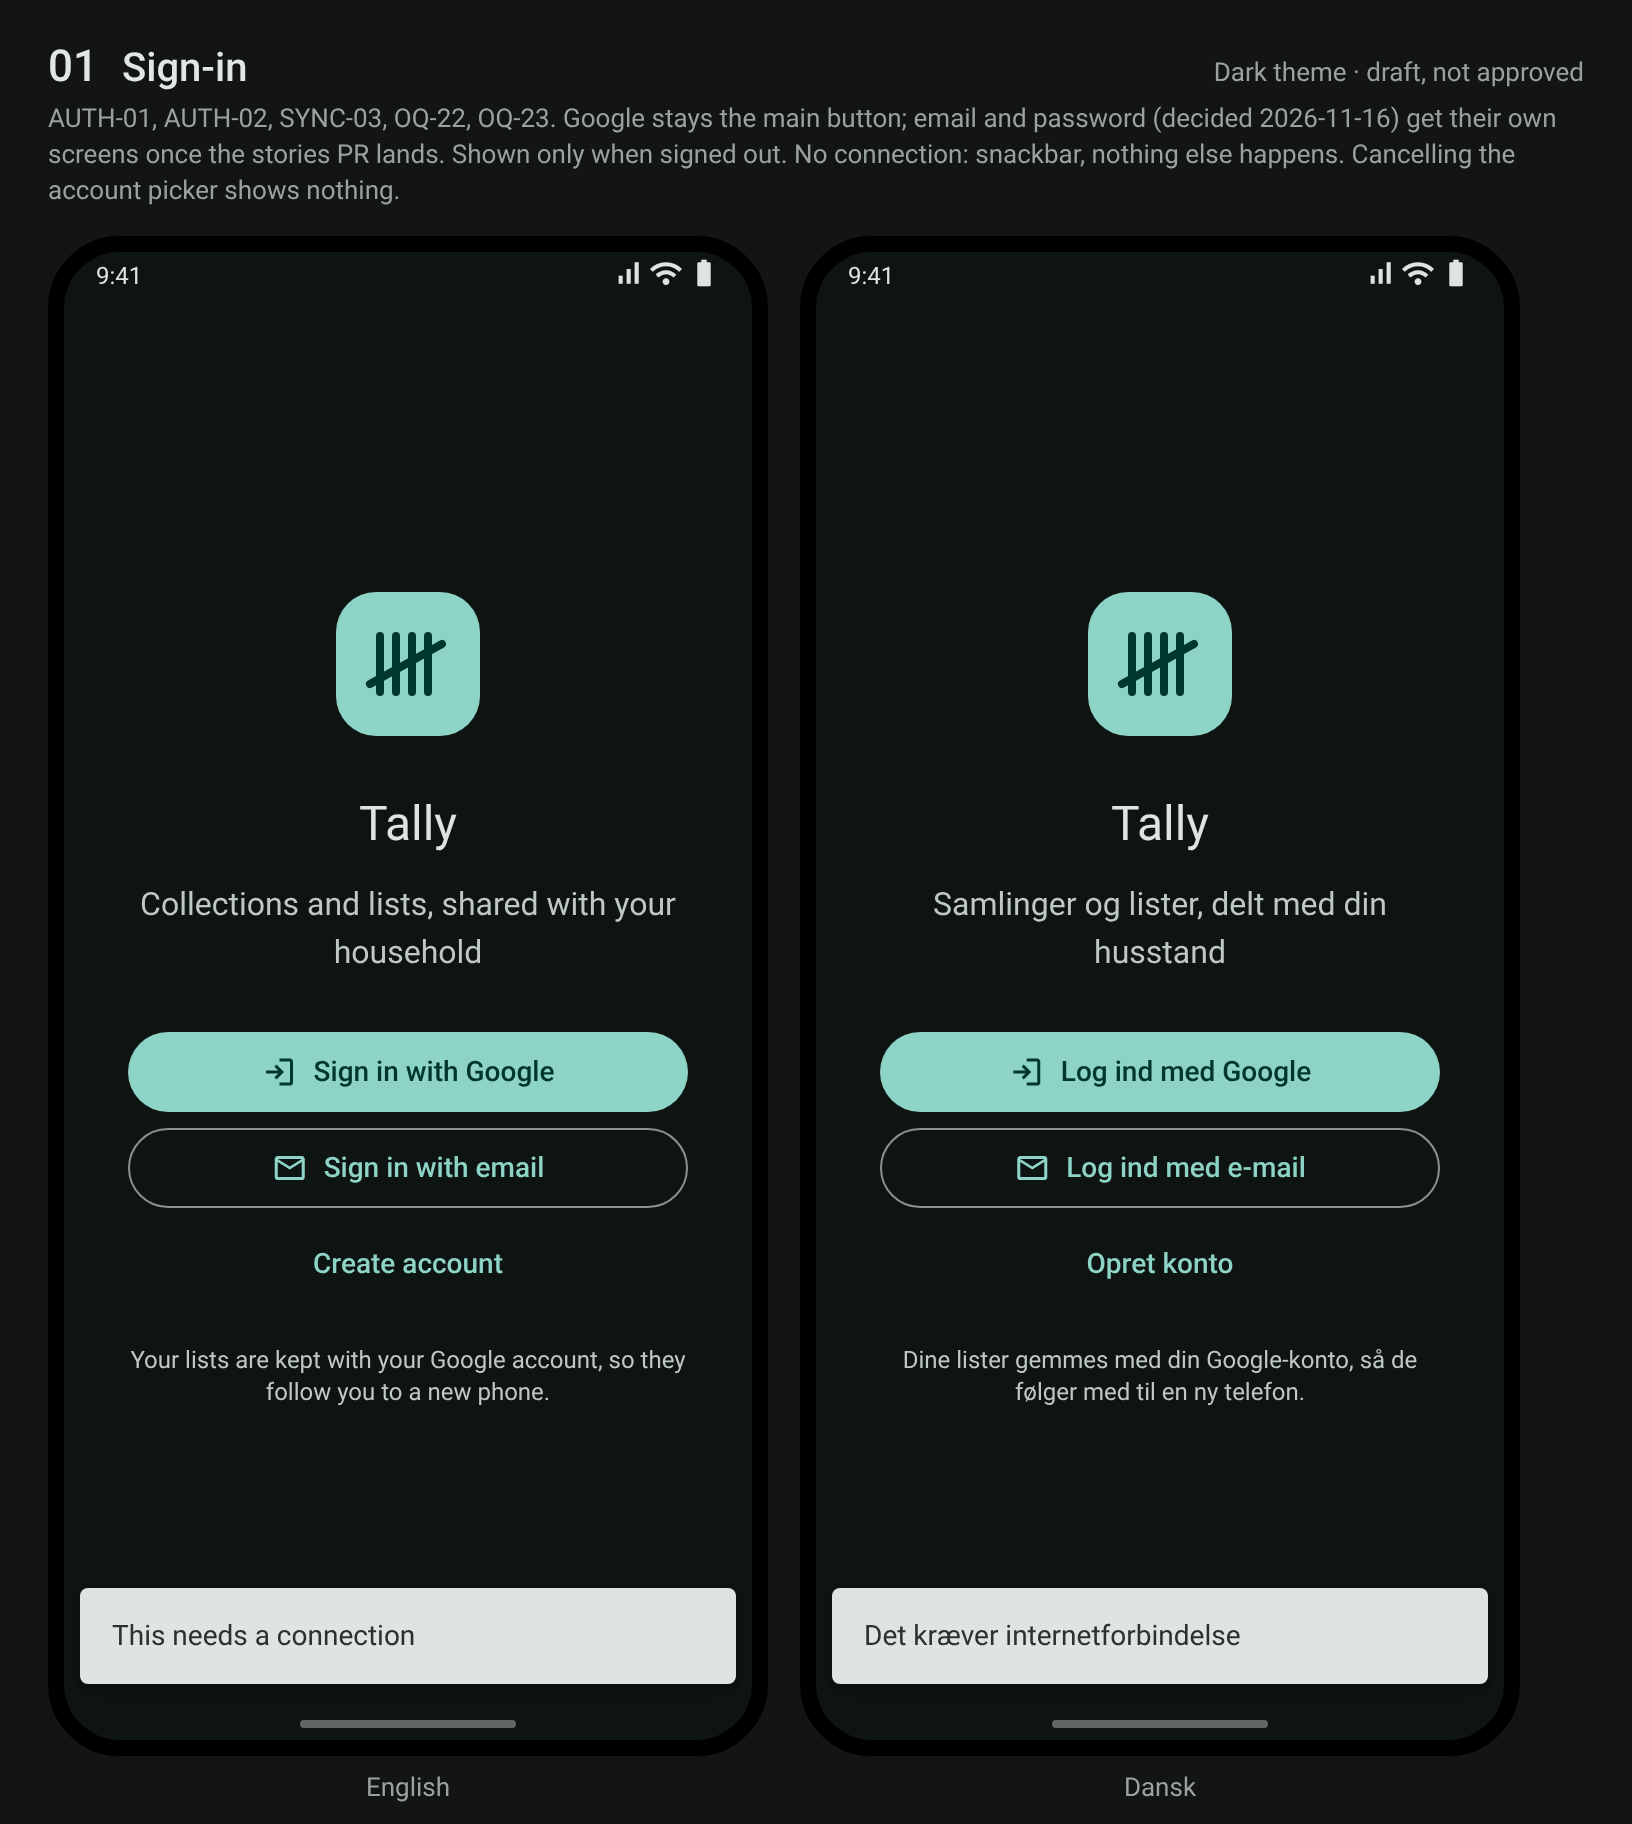 01 Sign-in
Dark theme · draft, not approved
AUTH-01, AUTH-02, SYNC-03, OQ-22, OQ-23. Google stays the main button; email and password (decided 2026-11-16) get their own
screens once the stories PR lands. Shown only when signed out. No connection: snackbar, nothing else happens. Cancelling the
account picker shows nothing.
9:41
Tally
Collections and lists, shared with your
household
Sign in with Google
Sign in with email
Create account
Your lists are kept with your Google account, so they
follow you to a new phone.
This needs a connection
English
9:41
Tally
Samlinger og lister, delt med din
husstand
Log ind med Google
Log ind med e-mail
Opret konto
Dine lister gemmes med din Google-konto, så de
følger med til en ny telefon.
Det kræver internetforbindelse
Dansk